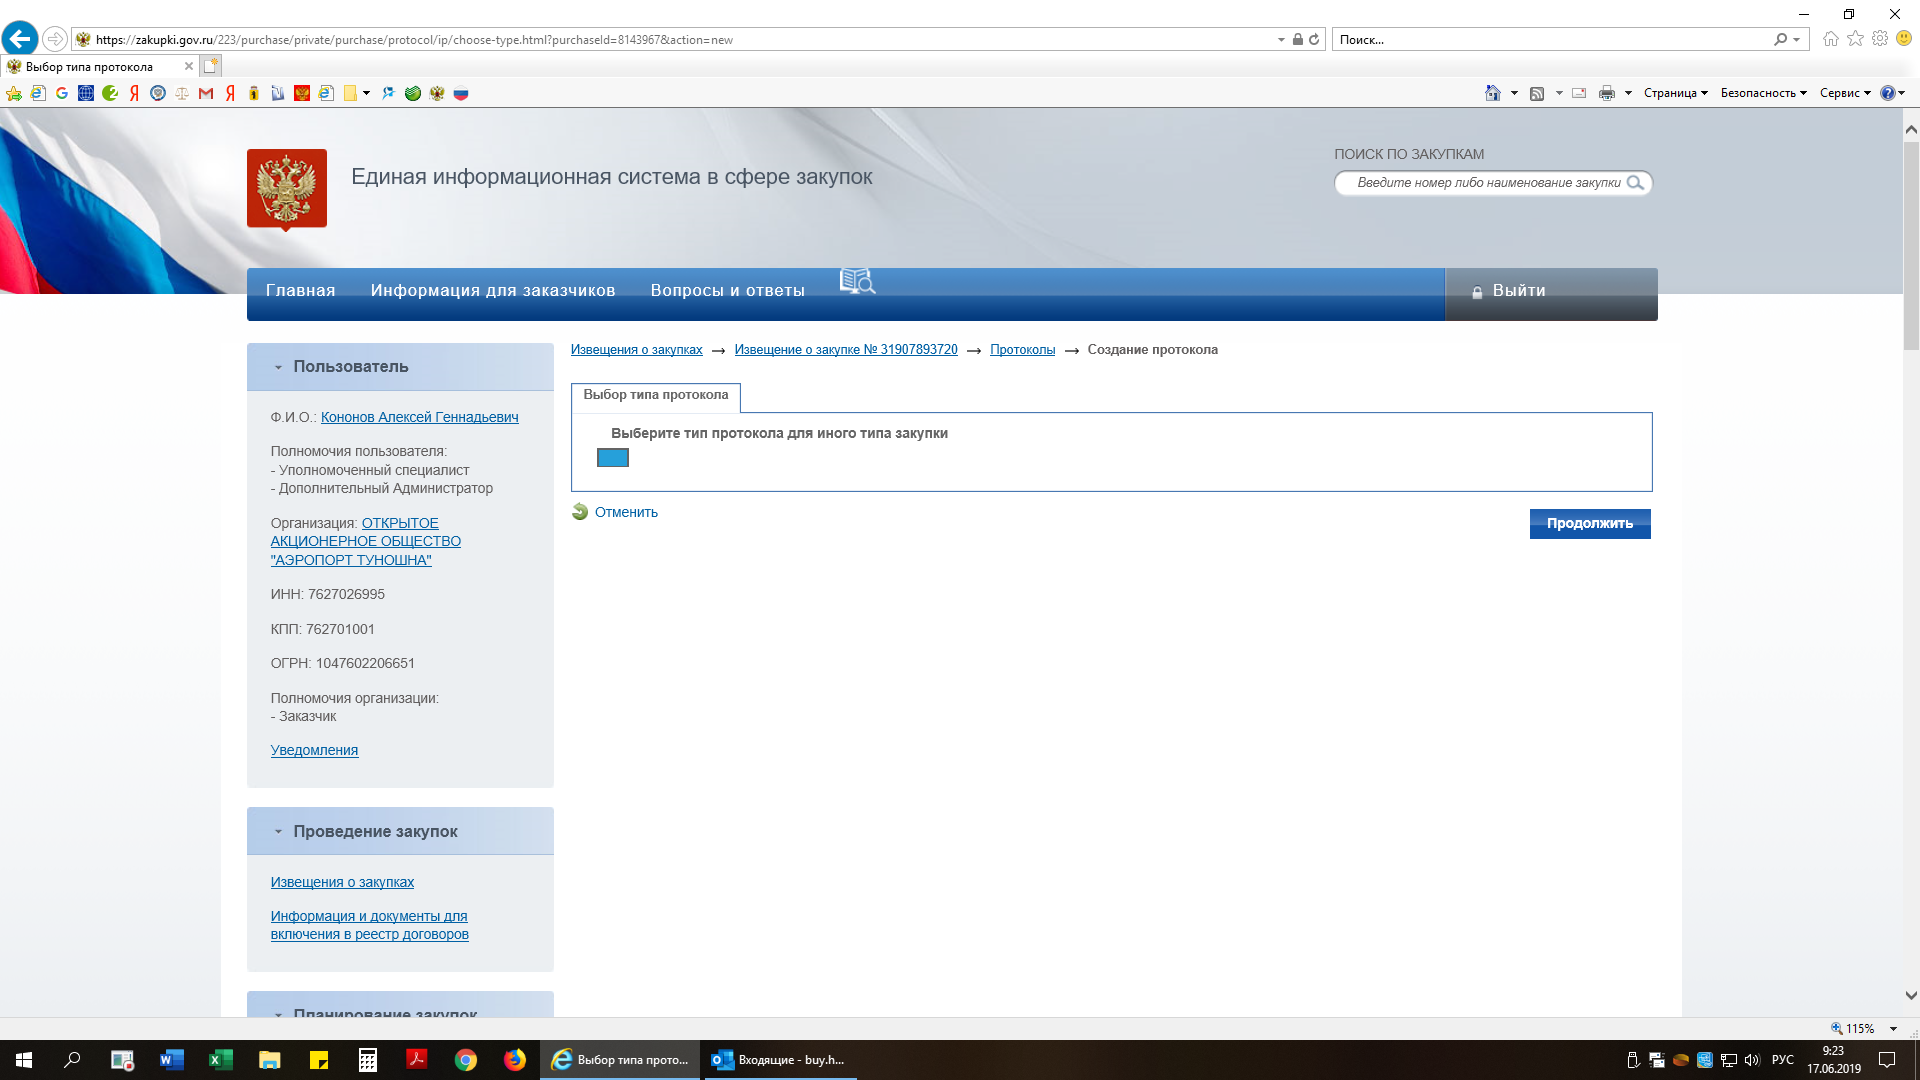 https://zakupki.gov.ru/223/purchase/private/purchase/protocol/ip/choose-type.html?purchaseId=8143967&action=new
Поиск...
Выбор типа протокола
Страница
Безопасность
Сервис
Единая информационная система в сфере закупок
ПОИСК ПО ЗАКУПКАМ
Введите номер либо наименование закупки
Главная
Информация для заказчиков
Вопросы и ответы
Выйти
Извещения о закупках → Извещение о закупке № 31907893720 → Протоколы → Создание протокола
Пользователь
Ф.И.О.: Кононов Алексей Геннадьевич
Полномочия пользователя:
- Уполномоченный специалист
- Дополнительный Администратор
Организация: ОТКРЫТОЕ
АКЦИОНЕРНОЕ ОБЩЕСТВО
"АЭРОПОРТ ТУНОШНА"
ИНН: 7627026995
КПП: 762701001
ОГРН: 1047602206651
Полномочия организации:
- Заказчик
Уведомления
Выбор типа протокола
Выберите тип протокола для иного типа закупки
Отменить
Продолжить
Проведение закупок
Извещения о закупках
Информация и документы для
включения в реестр договоров
Планирование закупок
115%
Выбор типа прото...
Входящие - buy.h...
РУС
9:23
17.06.2019